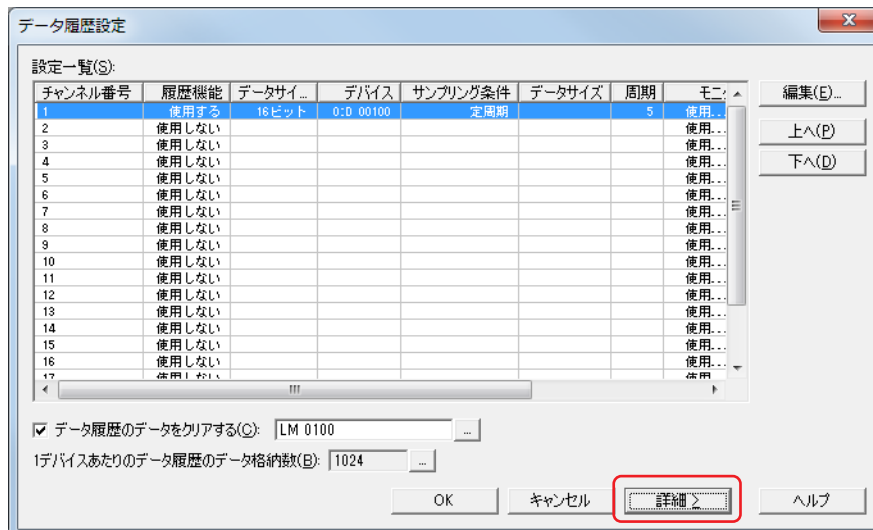 データ履歴設定
設定一覧(S):
チャンネル番号 履歴機能 データサイ... デバイス サンプリング条件 データサイズ 周期 モニ
1 使用する 16ビット 0:D 00100 定周期 5 使用...
2 使用しない 使用...
3 使用しない 使用...
4 使用しない 使用...
5 使用しない 使用...
6 使用しない 使用...
7 使用しない 使用...
8 使用しない 使用...
9 使用しない 使用...
10 使用しない 使用...
11 使用しない 使用...
12 使用しない 使用...
13 使用しない 使用...
14 使用しない 使用...
15 使用しない 使用...
16 使用しない 使用...
17 使用しない 使用
編集(E)...
上へ(P)
下へ(D)
データ履歴のデータをクリアする(C): LM 0100 ...
1デバイスあたりのデータ履歴のデータ格納数(B): 1024 ...
OK キャンセル 詳細 > ヘルプ